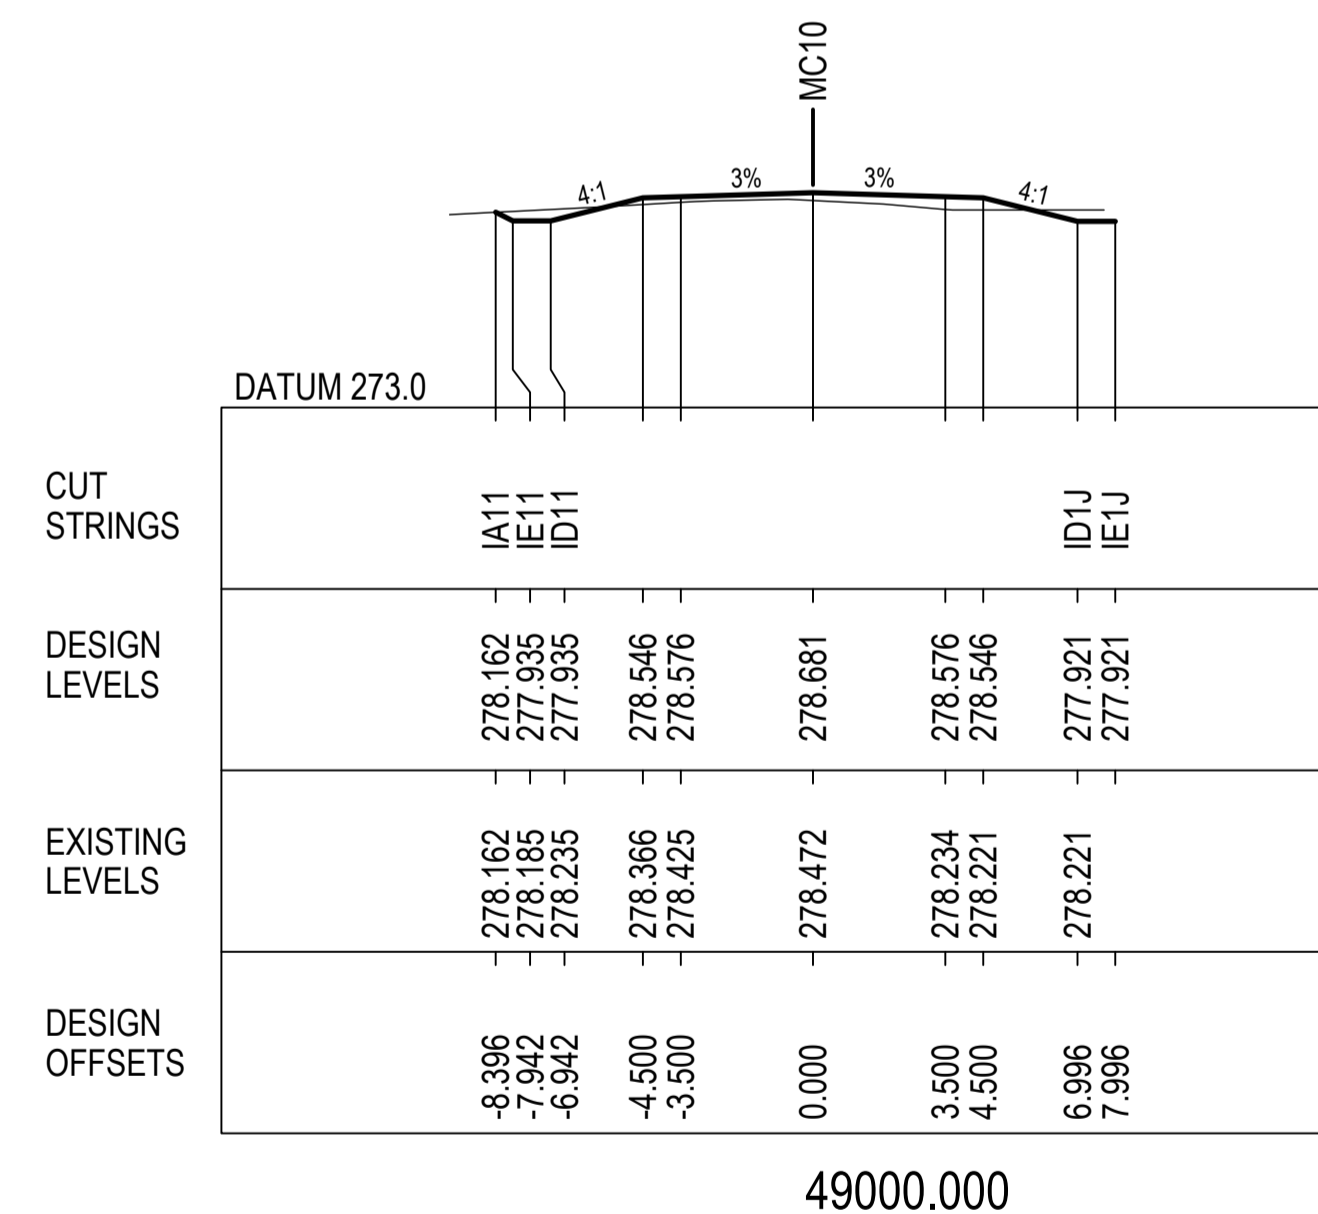 MC10
4:1
3%
3%
4:1
DATUM 273.0
CUT
STRINGS
IA11
IE11
ID11
ID1J
IE1J
DESIGN
LEVELS
278.162
277.935
277.935
278.546
278.576
278.681
278.576
278.546
277.921
277.921
EXISTING
LEVELS
278.162
278.185
278.235
278.366
278.425
278.472
278.234
278.221
278.221
DESIGN
OFFSETS
-8.396
-7.942
-6.942
-4.500
-3.500
0.000
3.500
4.500
6.996
7.996
49000.000